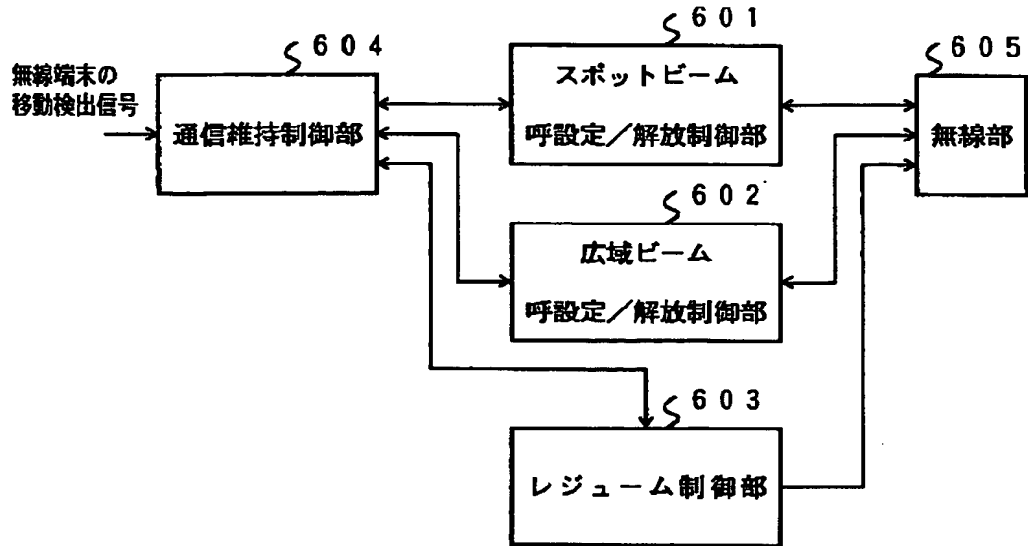 604
無線端末の
移動検出信号
通信維持制御部
601
スポットビーム
呼設定／解放制御部
605
無線部
602
広域ビーム
呼設定／解放制御部
603
レジューム制御部